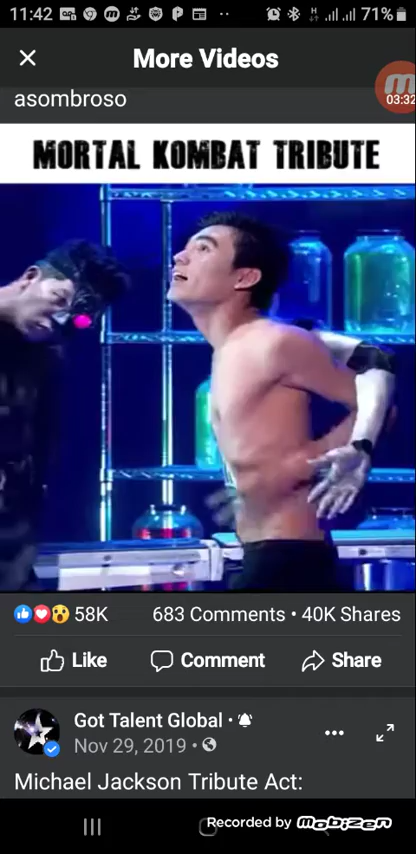 11:42
71%
More Videos
03:32
asombroso
MORTAL KOMBAT TRIBUTE
58K
683 Comments • 40K Shares
Like
Comment
Share
Got Talent Global •
Nov 29, 2019 •
Michael Jackson Tribute Act:
Recorded by mobizen